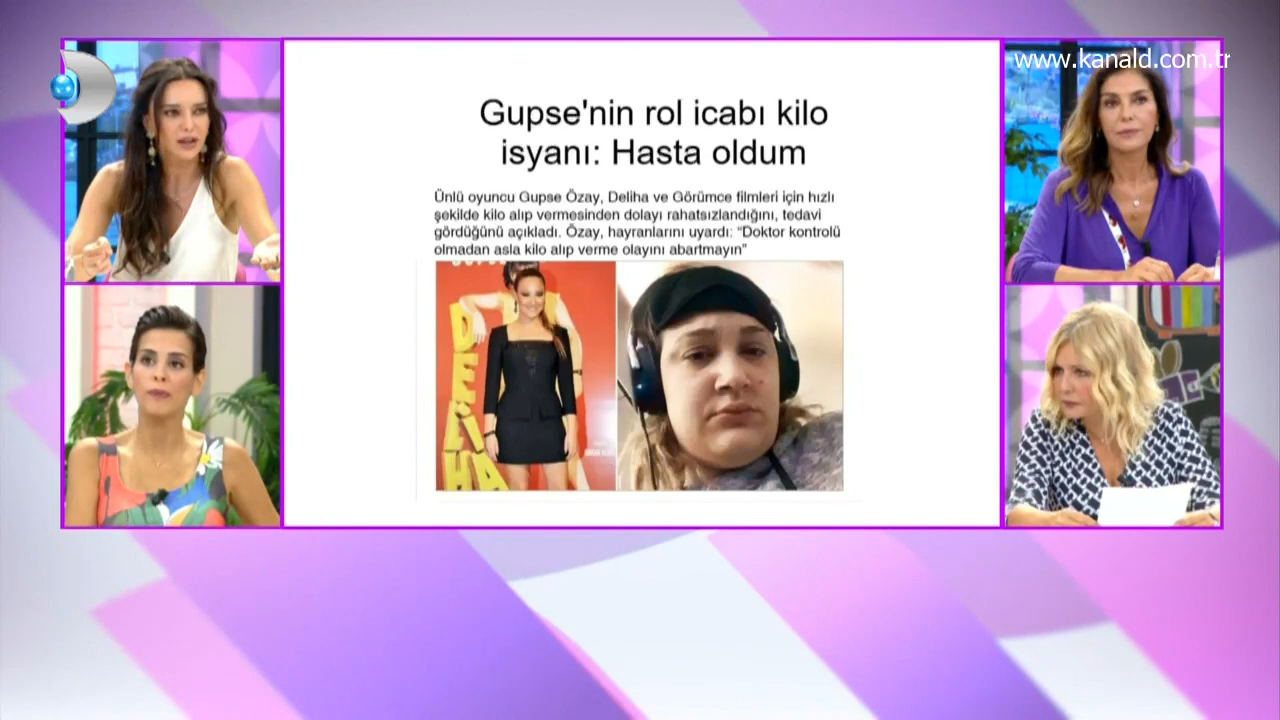 www.kanald.com.tr
Gupse'nin rol icabı kilo
isyanı: Hasta oldum
Ünlü oyuncu Gupse Özay, Deliha ve Görümce filmleri için hızlı
şekilde kilo alıp vermesinden dolayı rahatsızlandığını, tedavi
gördüğünü açıkladı. Özay, hayranlarını uyardı: “Doktor kontrolü
olmadan asla kilo alıp verme olayını abartmayın”
DELİHA